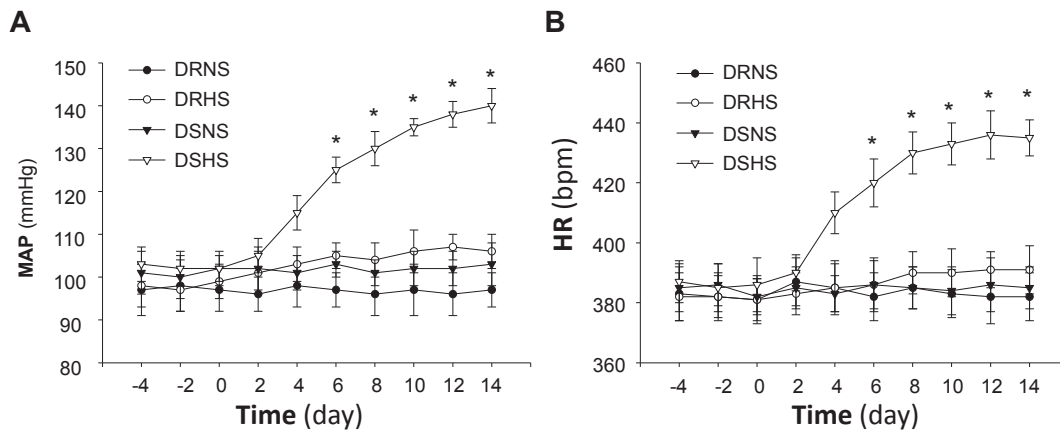 A
MAP (mmHg)
150
140
130
120
110
100
90
80
DRNS
DRHS
DSNS
DSHS
* * * * *
-4 -2 0 2 4 6 8 10 12 14
Time (day)
B
HR (bpm)
460
440
420
400
380
360
DRNS
DRHS
DSNS
DSHS
* * * * *
-4 -2 0 2 4 6 8 10 12 14
Time (day)